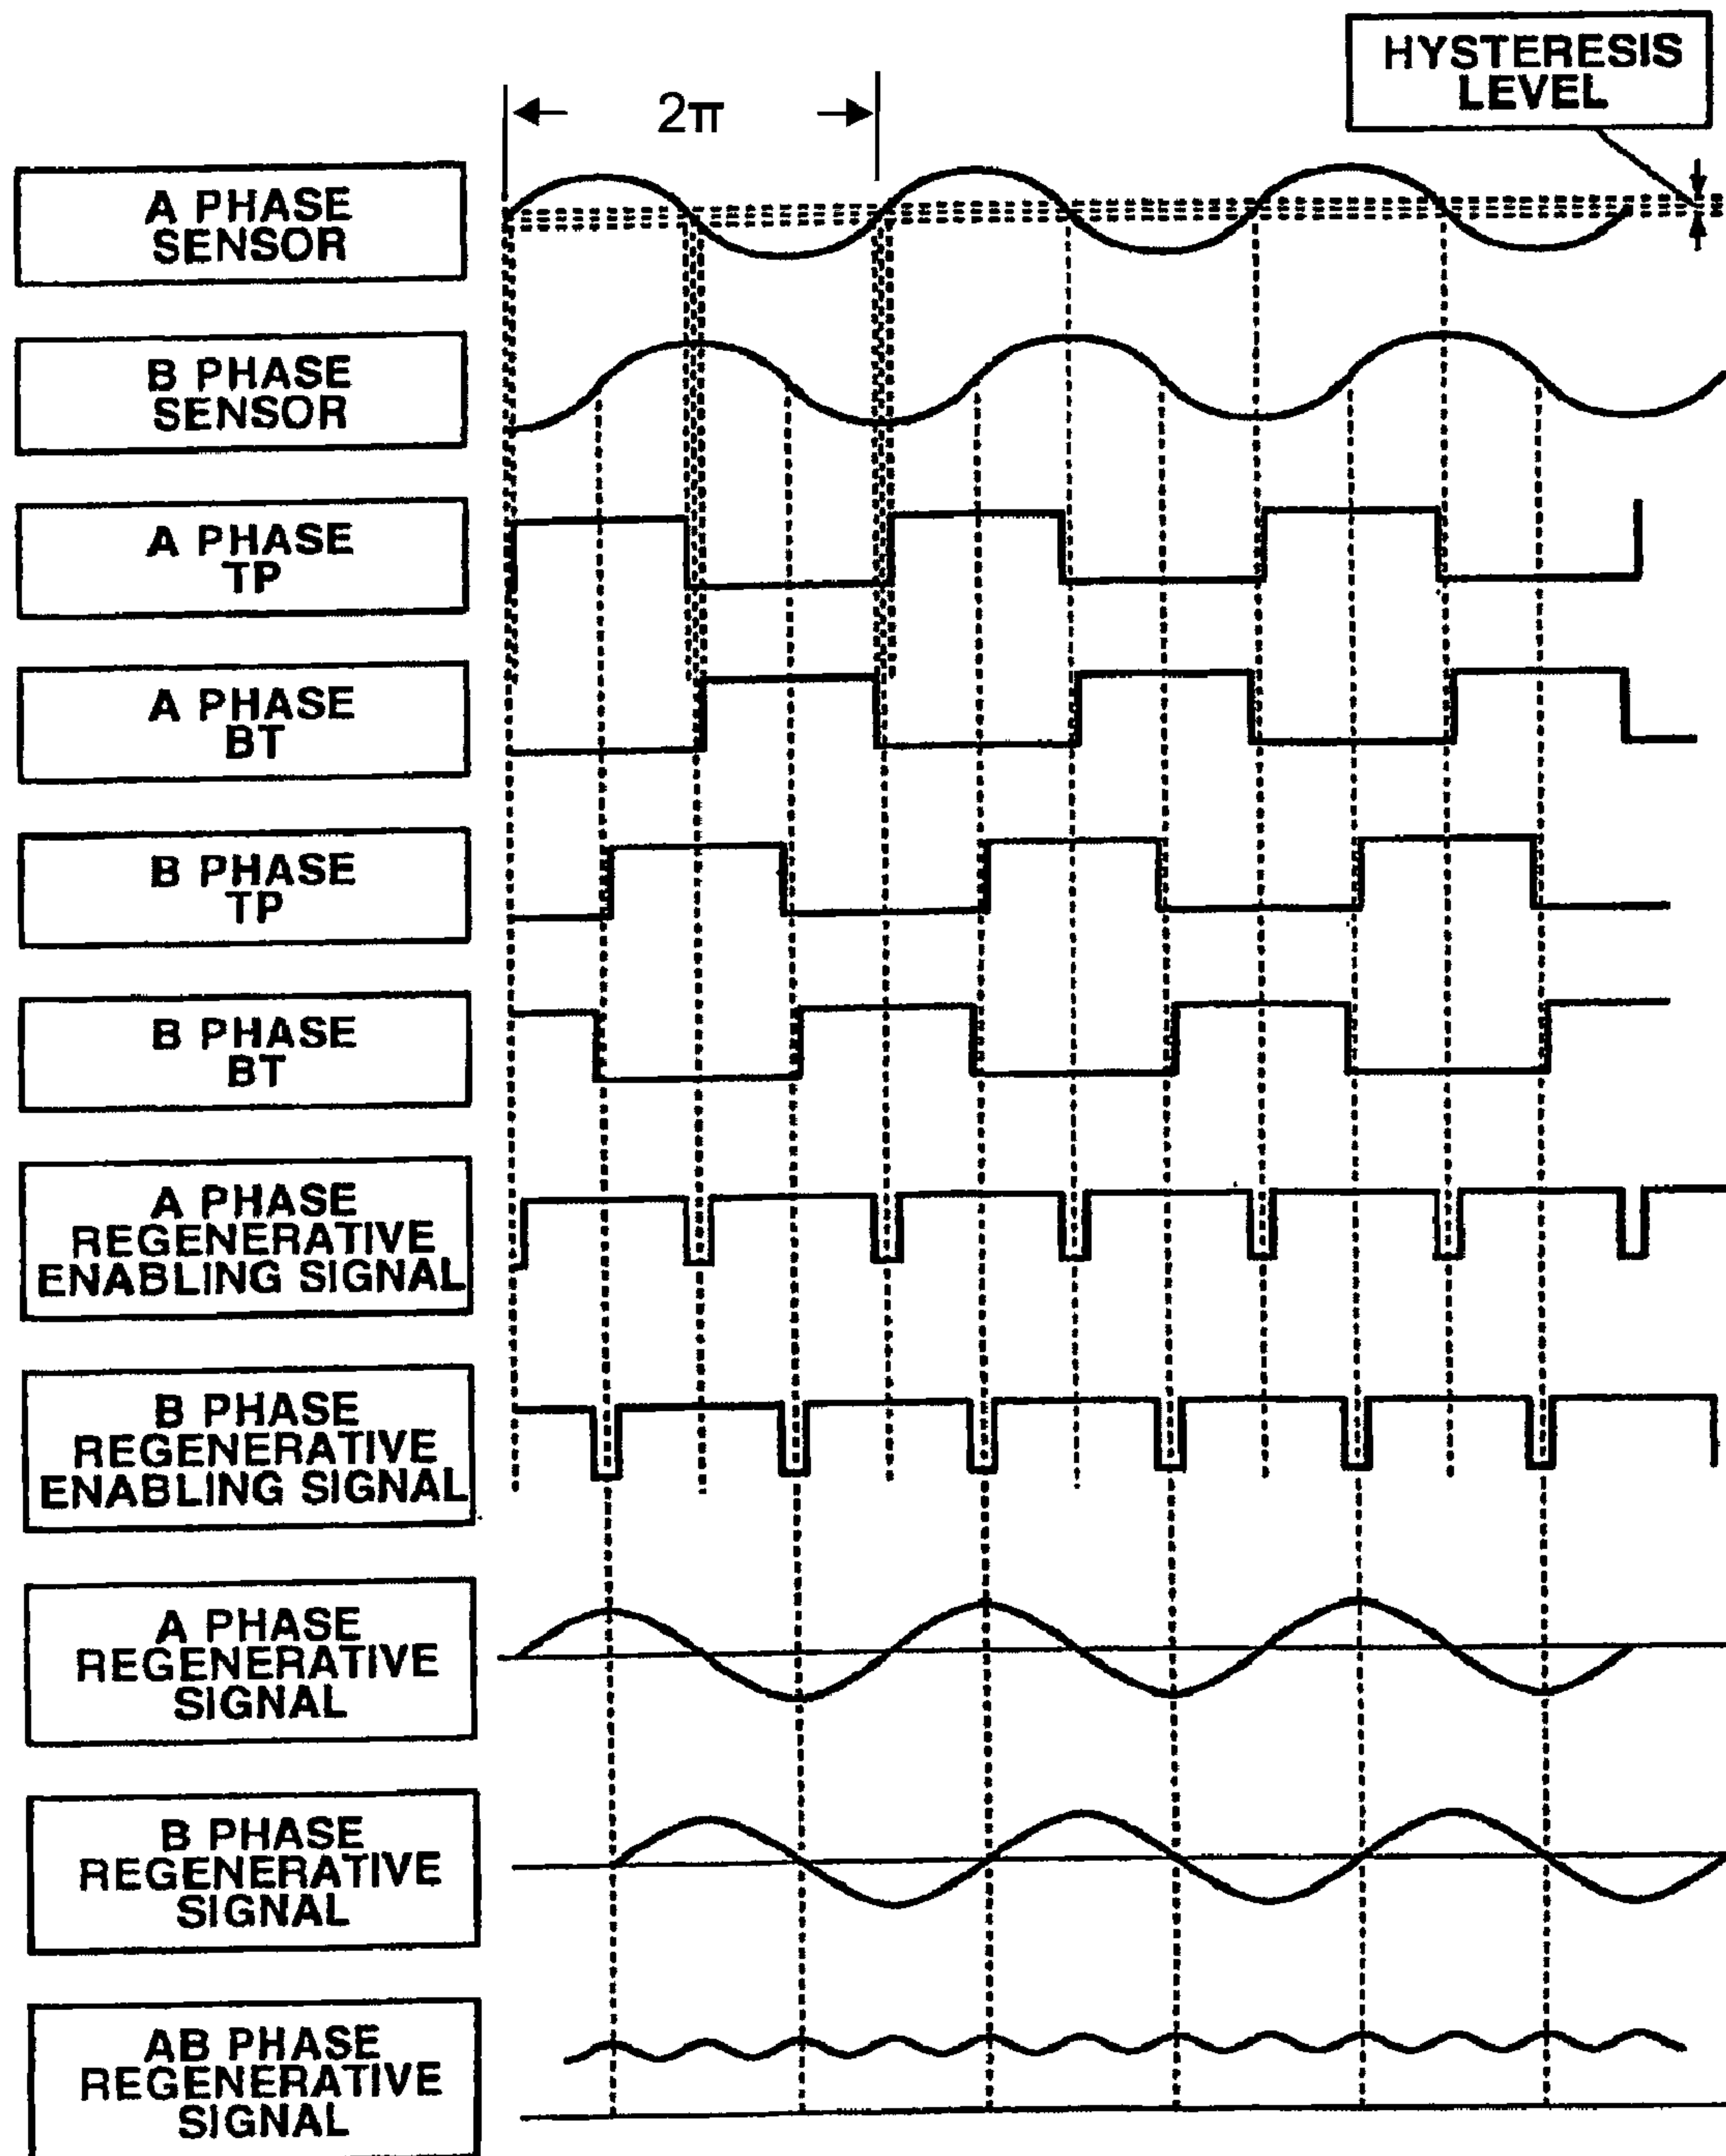 HYSTERESIS
LEVEL
2π
A PHASE
SENSOR
B PHASE
SENSOR
A PHASE
TP
A PHASE
BT
B PHASE
TP
B PHASE
BT
A PHASE
REGENERATIVE
ENABLING SIGNAL
B PHASE
REGENERATIVE
ENABLING SIGNAL
A PHASE
REGENERATIVE
SIGNAL
B PHASE
REGENERATIVE
SIGNAL
AB PHASE
REGENERATIVE
SIGNAL